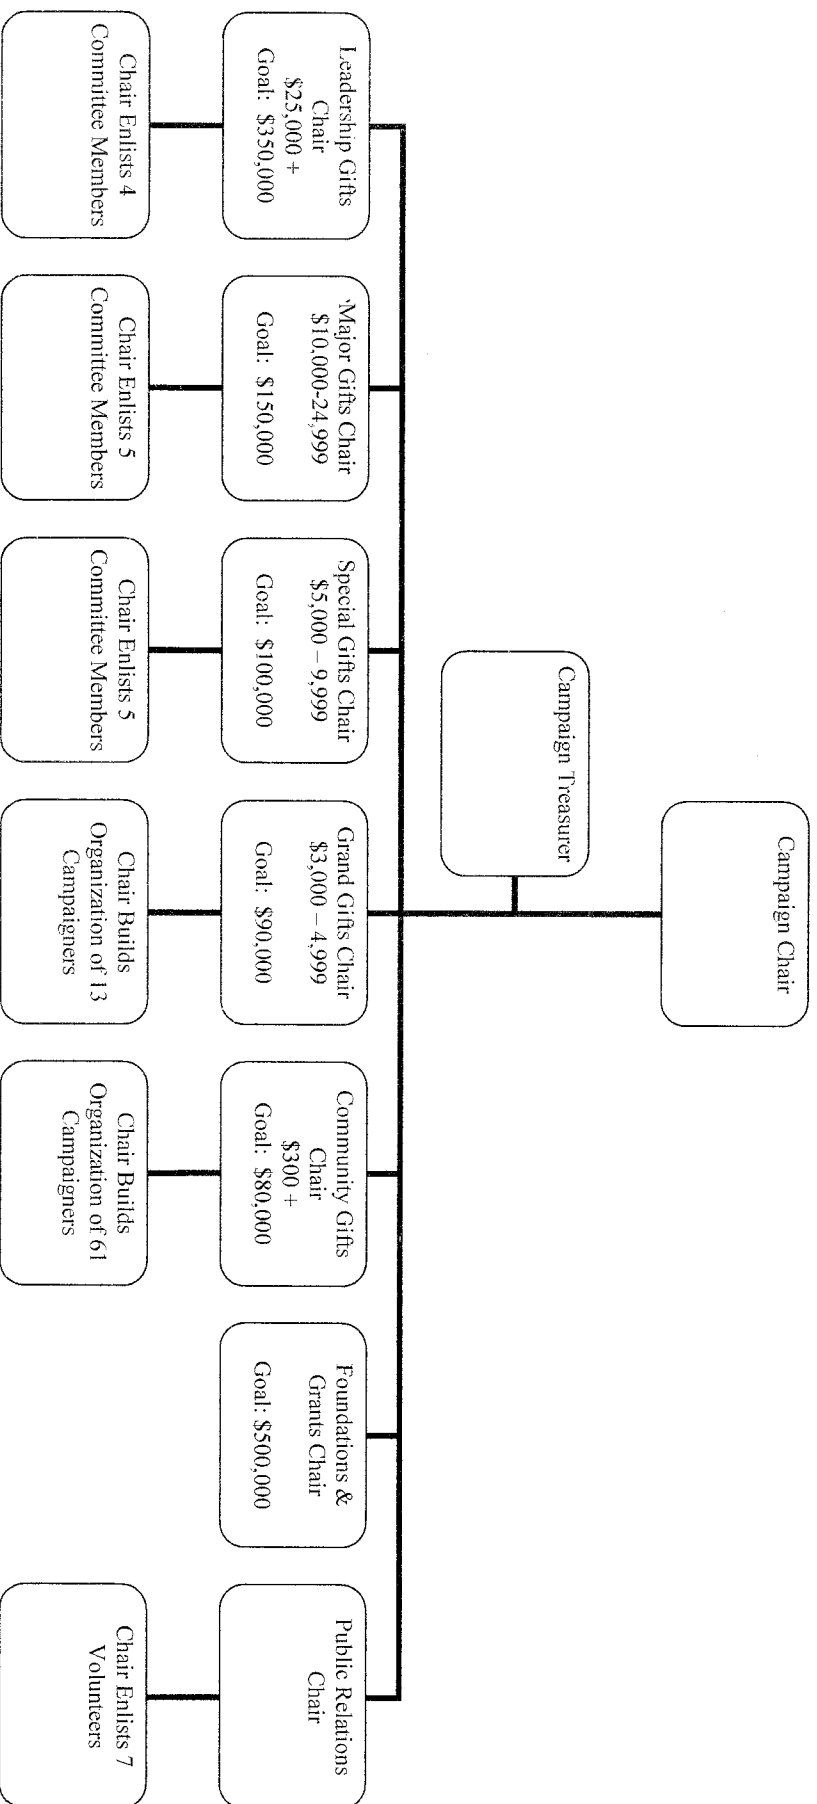 Campaign Chair
Campaign Treasurer
Leadership Gifts
Chair
$25,000 +
Goal: $350,000
Major Gifts Chair
$10,000-24,999
Goal: $150,000
Special Gifts Chair
$5,000 – 9,999
Goal: $100,000
Grand Gifts Chair
$3,000 – 4,999
Goal: $90,000
Community Gifts
Chair
$300 +
Goal: $80,000
Foundations &
Grants Chair
Goal: $500,000
Public Relations
Chair
Chair Enlists 4
Committee Members
Chair Enlists 5
Committee Members
Chair Enlists 5
Committee Members
Chair Builds
Organization of 13
Campaigners
Chair Builds
Organization of 61
Campaigners
Chair Enlists 7
Volunteers